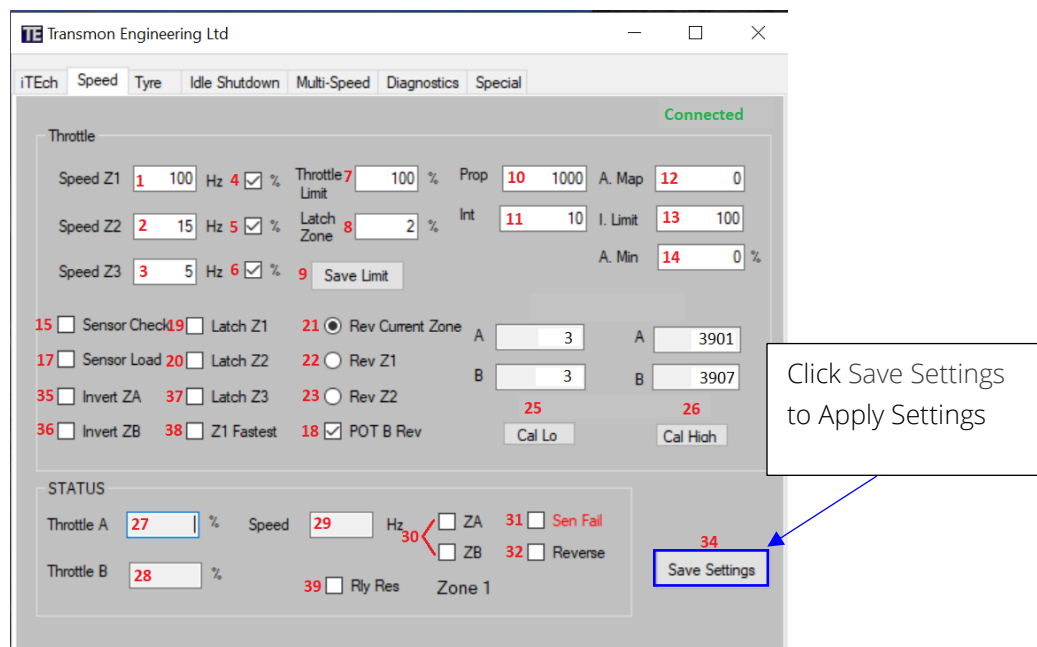 TE Transmon Engineering Ltd
iTEch Speed Tyre Idle Shutdown Multi-Speed Diagnostics Special
Connected
Throttle
Speed Z1 1 100 Hz 4 % Throttle 7 100 % Prop 10 1000 A. Map 12 0
Limit
Speed Z2 2 15 Hz 5 % Latch 8 2 % Int 11 10 I. Limit 13 100
Zone
Speed Z3 3 5 Hz 6 % 9 Save Limit A. Min 14 0 %
15 Sensor Check 19 Latch Z1 21 Rev Current Zone A 3 A 3901
17 Sensor Load 20 Latch Z2 22 Rev Z1 B 3 B 3907
35 Invert ZA 37 Latch Z3 23 Rev Z2 25 26
36 Invert ZB 38 Z1 Fastest 18 POT B Rev Cal Lo Cal High
Click Save Settings
to Apply Settings
STATUS
Throttle A 27 % Speed 29 Hz 30 ZA 31 Sen Fail
ZB 32 Reverse
Throttle B 28 % 39 Rly Res Zone 1
34
Save Settings